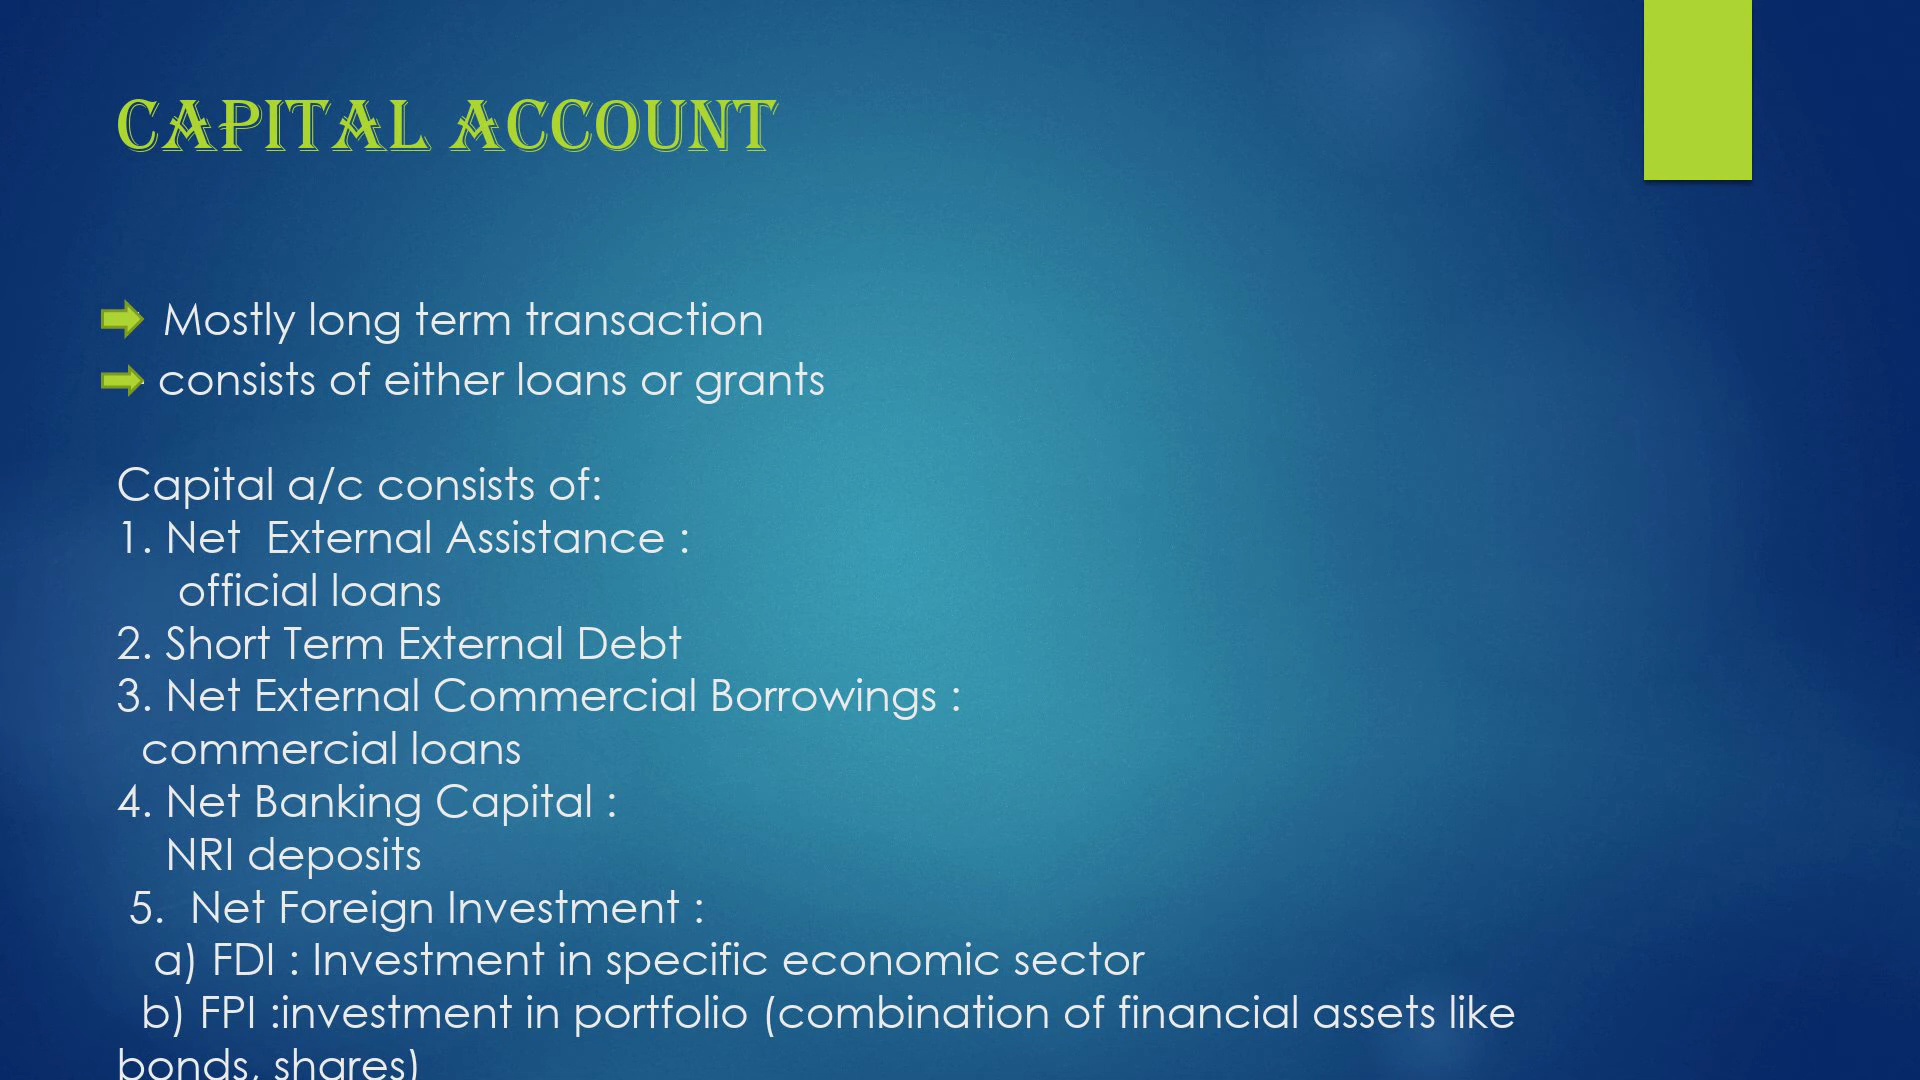 CAPITAL ACCOUNT
Mostly long term transaction
consists of either loans or grants
Capital a/c consists of:
1. Net External Assistance :
official loans
2. Short Term External Debt
3. Net External Commercial Borrowings :
commercial loans
4. Net Banking Capital :
NRI deposits
5. Net Foreign Investment :
a) FDI : Investment in specific economic sector
b) FPI :investment in portfolio (combination of financial assets like
bonds, shares)